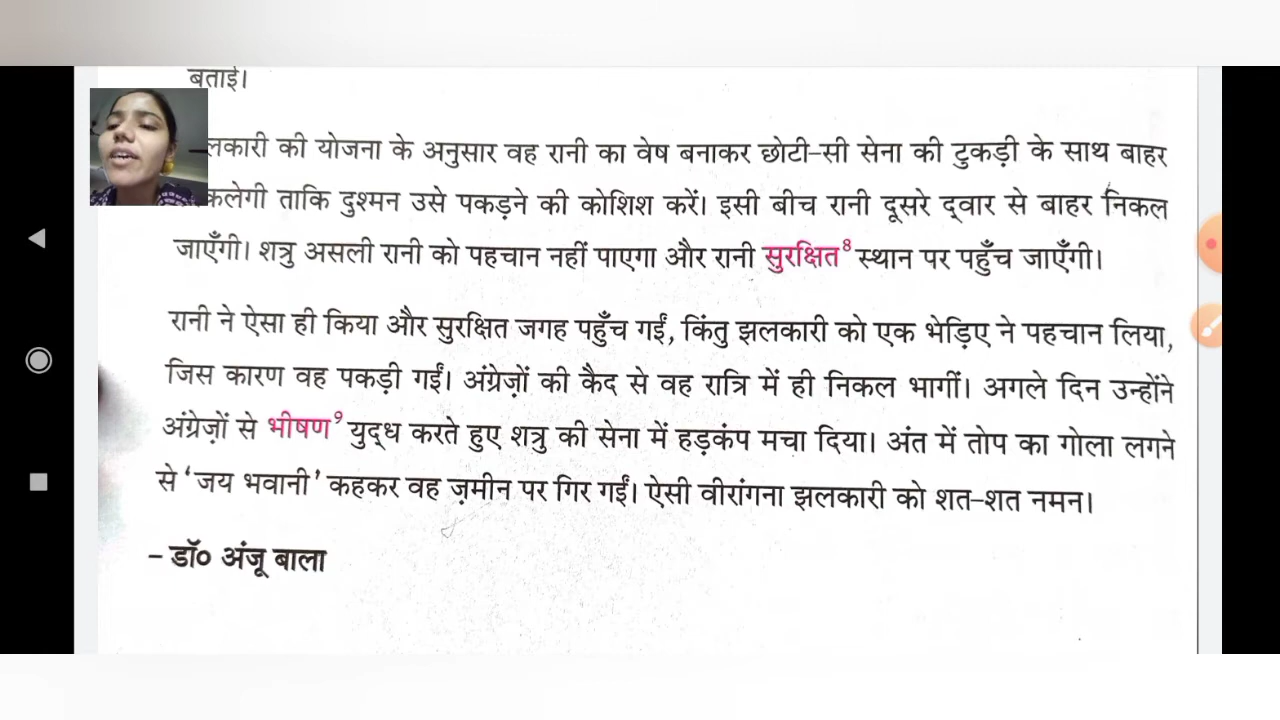 बताई।
लकारी की योजना के अनुसार वह रानी का वेष बनाकर छोटी-सी सेना की टुकड़ी के साथ बाहर
कलेगी ताकि दुश्मन उसे पकड़ने की कोशिश करें। इसी बीच रानी दूसरे द्वार से बाहर निकल
जाएँगी। शत्रु असली रानी को पहचान नहीं पाएगा और रानी सुरक्षित⁸ स्थान पर पहुँच जाएँगी।
रानी ने ऐसा ही किया और सुरक्षित जगह पहुँच गईं, किंतु झलकारी को एक भेड़िए ने पहचान लिया,
जिस कारण वह पकड़ी गईं। अंग्रेज़ों की कैद से वह रात्रि में ही निकल भागीं। अगले दिन उन्होंने
अंग्रेज़ों से भीषण⁹ युद्ध करते हुए शत्रु की सेना में हड़कंप मचा दिया। अंत में तोप का गोला लगने
से ‘जय भवानी’ कहकर वह ज़मीन पर गिर गईं। ऐसी वीरांगना झलकारी को शत-शत नमन।
– डॉ० अंजू बाला